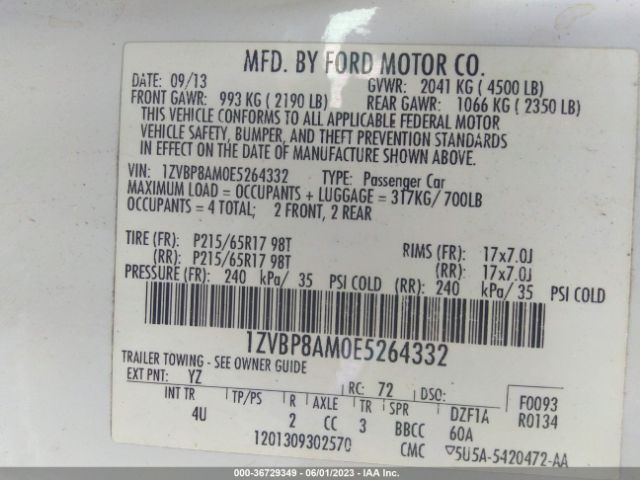 MFD. BY FORD MOTOR CO.
DATE: 09/13 GVWR: 2041 KG ( 4500 LB)
FRONT GAWR: 993 KG ( 2190 LB) REAR GAWR: 1066 KG ( 2350 LB)
THIS VEHICLE CONFORMS TO ALL APPLICABLE FEDERAL MOTOR
VEHICLE SAFETY, BUMPER, AND THEFT PREVENTION STANDARDS
IN EFFECT ON THE DATE OF MANUFACTURE SHOWN ABOVE.
VIN: 1ZVBP8AM0E5264332 TYPE: Passenger Car
MAXIMUM LOAD = OCCUPANTS + LUGGAGE = 317KG/ 700LB
OCCUPANTS = 4 TOTAL; 2 FRONT, 2 REAR
TIRE (FR): P215/65R17 98T RIMS (FR): 17x7.0J
(RR): P215/65R17 98T (RR): 17x7.0J
PRESSURE (FR): 240 kPa/ 35 PSI COLD (RR): 240 kPa/ 35 PSI COLD
1ZVBP8AM0E5264332
TRAILER TOWING - SEE OWNER GUIDE
EXT PNT: YZ RC: 72 DSO: F0093
INT TR TP/PS R AXLE TR SPR DZF1A R0134
4U 2 CC 3 BBCC 60A
1201309302570 CMC ▽5U5A-5420472-AA
000-36729349 - 06/01/2023 - IAA Inc.